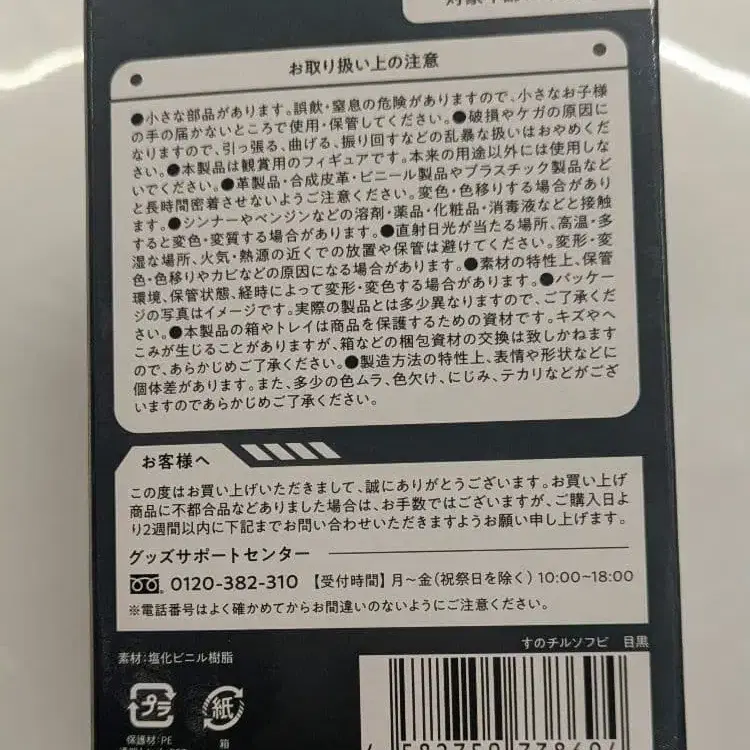 お取り扱い上の注意
●小さな部品があります。誤飲・窒息の危険がありますので、小さなお子様
の手の届かないところで使用・保管してください。●破損やケガの原因に
なりますので、引っ張る、曲げる、振り回すなどの乱暴な扱いはおやめくだ
さい。●本製品は観賞用のフィギュアです。本来の用途以外には使用しな
いでください。●革製品・合成皮革・ビニール製品やプラスチック製品など
と長時間密着させないようご注意ください。変色・色移りする場合があり
ます。●シンナーやベンジンなどの溶剤・薬品・化粧品・消毒液などと接触
すると変色・変質する場合があります。●直射日光が当たる場所、高温・多
湿な場所、火気・熱源の近くでの放置や保管は避けてください。変形・変
色・色移りやカビなどの原因になる場合があります。●素材の特性上、保管
環境、保管状態、経時によって変形・変色する場合があります。●パッケー
ジの写真はイメージです。実際の製品とは多少異なりますので、ご了承くだ
さい。●本製品の箱やトレイは商品を保護するための資材です。キズやへ
こみが生じることがありますが、箱などの梱包資材の交換は致しかねます
ので、あらかじめご了承ください。●製造方法の特性上、表情や形状などに
個体差があります。また、多少の色ムラ、色欠け、にじみ、テカリなどがござ
いますのであらかじめご了承ください。
お客様へ
この度はお買い上げいただきまして、誠にありがとうございます。お買い上げ
商品に不都合品などありました場合は、お手数ではございますが、ご購入日よ
り2週間以内に下記までお問い合わせいただきますようお願い申し上げます。
グッズサポートセンター
0120-382-310 【受付時間】月～金(祝祭日を除く)10:00~18:00
※電話番号はよく確かめてからお間違いのないようにご注意ください。
すのチルソフビ 目黒
素材:塩化ビニル樹脂
プラ
紙
保護材:PE
箱